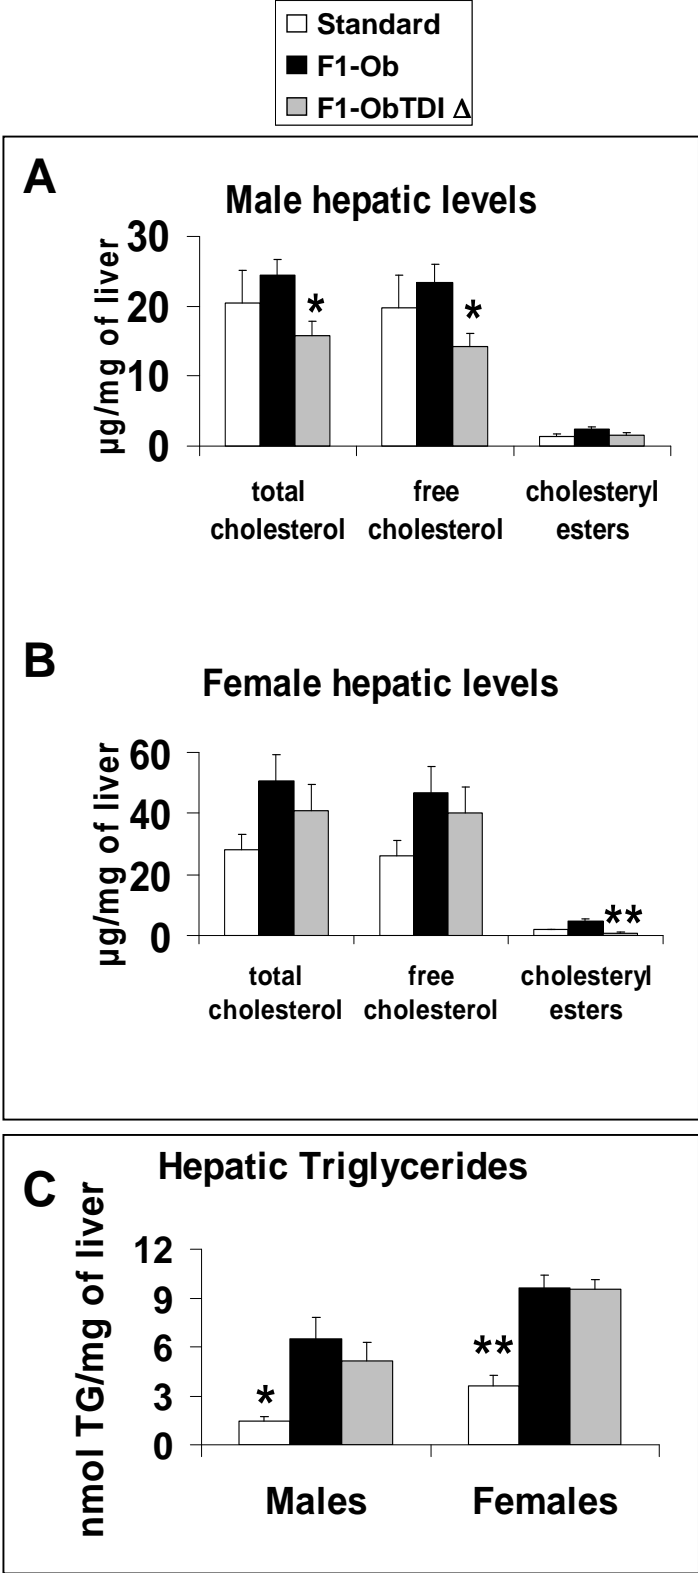 Standard
F1-Ob
F1-ObTDI Δ
A
Male hepatic levels
µg/mg of liver
30
20
10
0
*
*
total
cholesterol
free
cholesterol
cholesteryl
esters
B
Female hepatic levels
µg/mg of liver
60
40
20
0
**
total
cholesterol
free
cholesterol
cholesteryl
esters
C
Hepatic Triglycerides
nmol TG/mg of liver
12
9
6
3
0
*
**
Males
Females